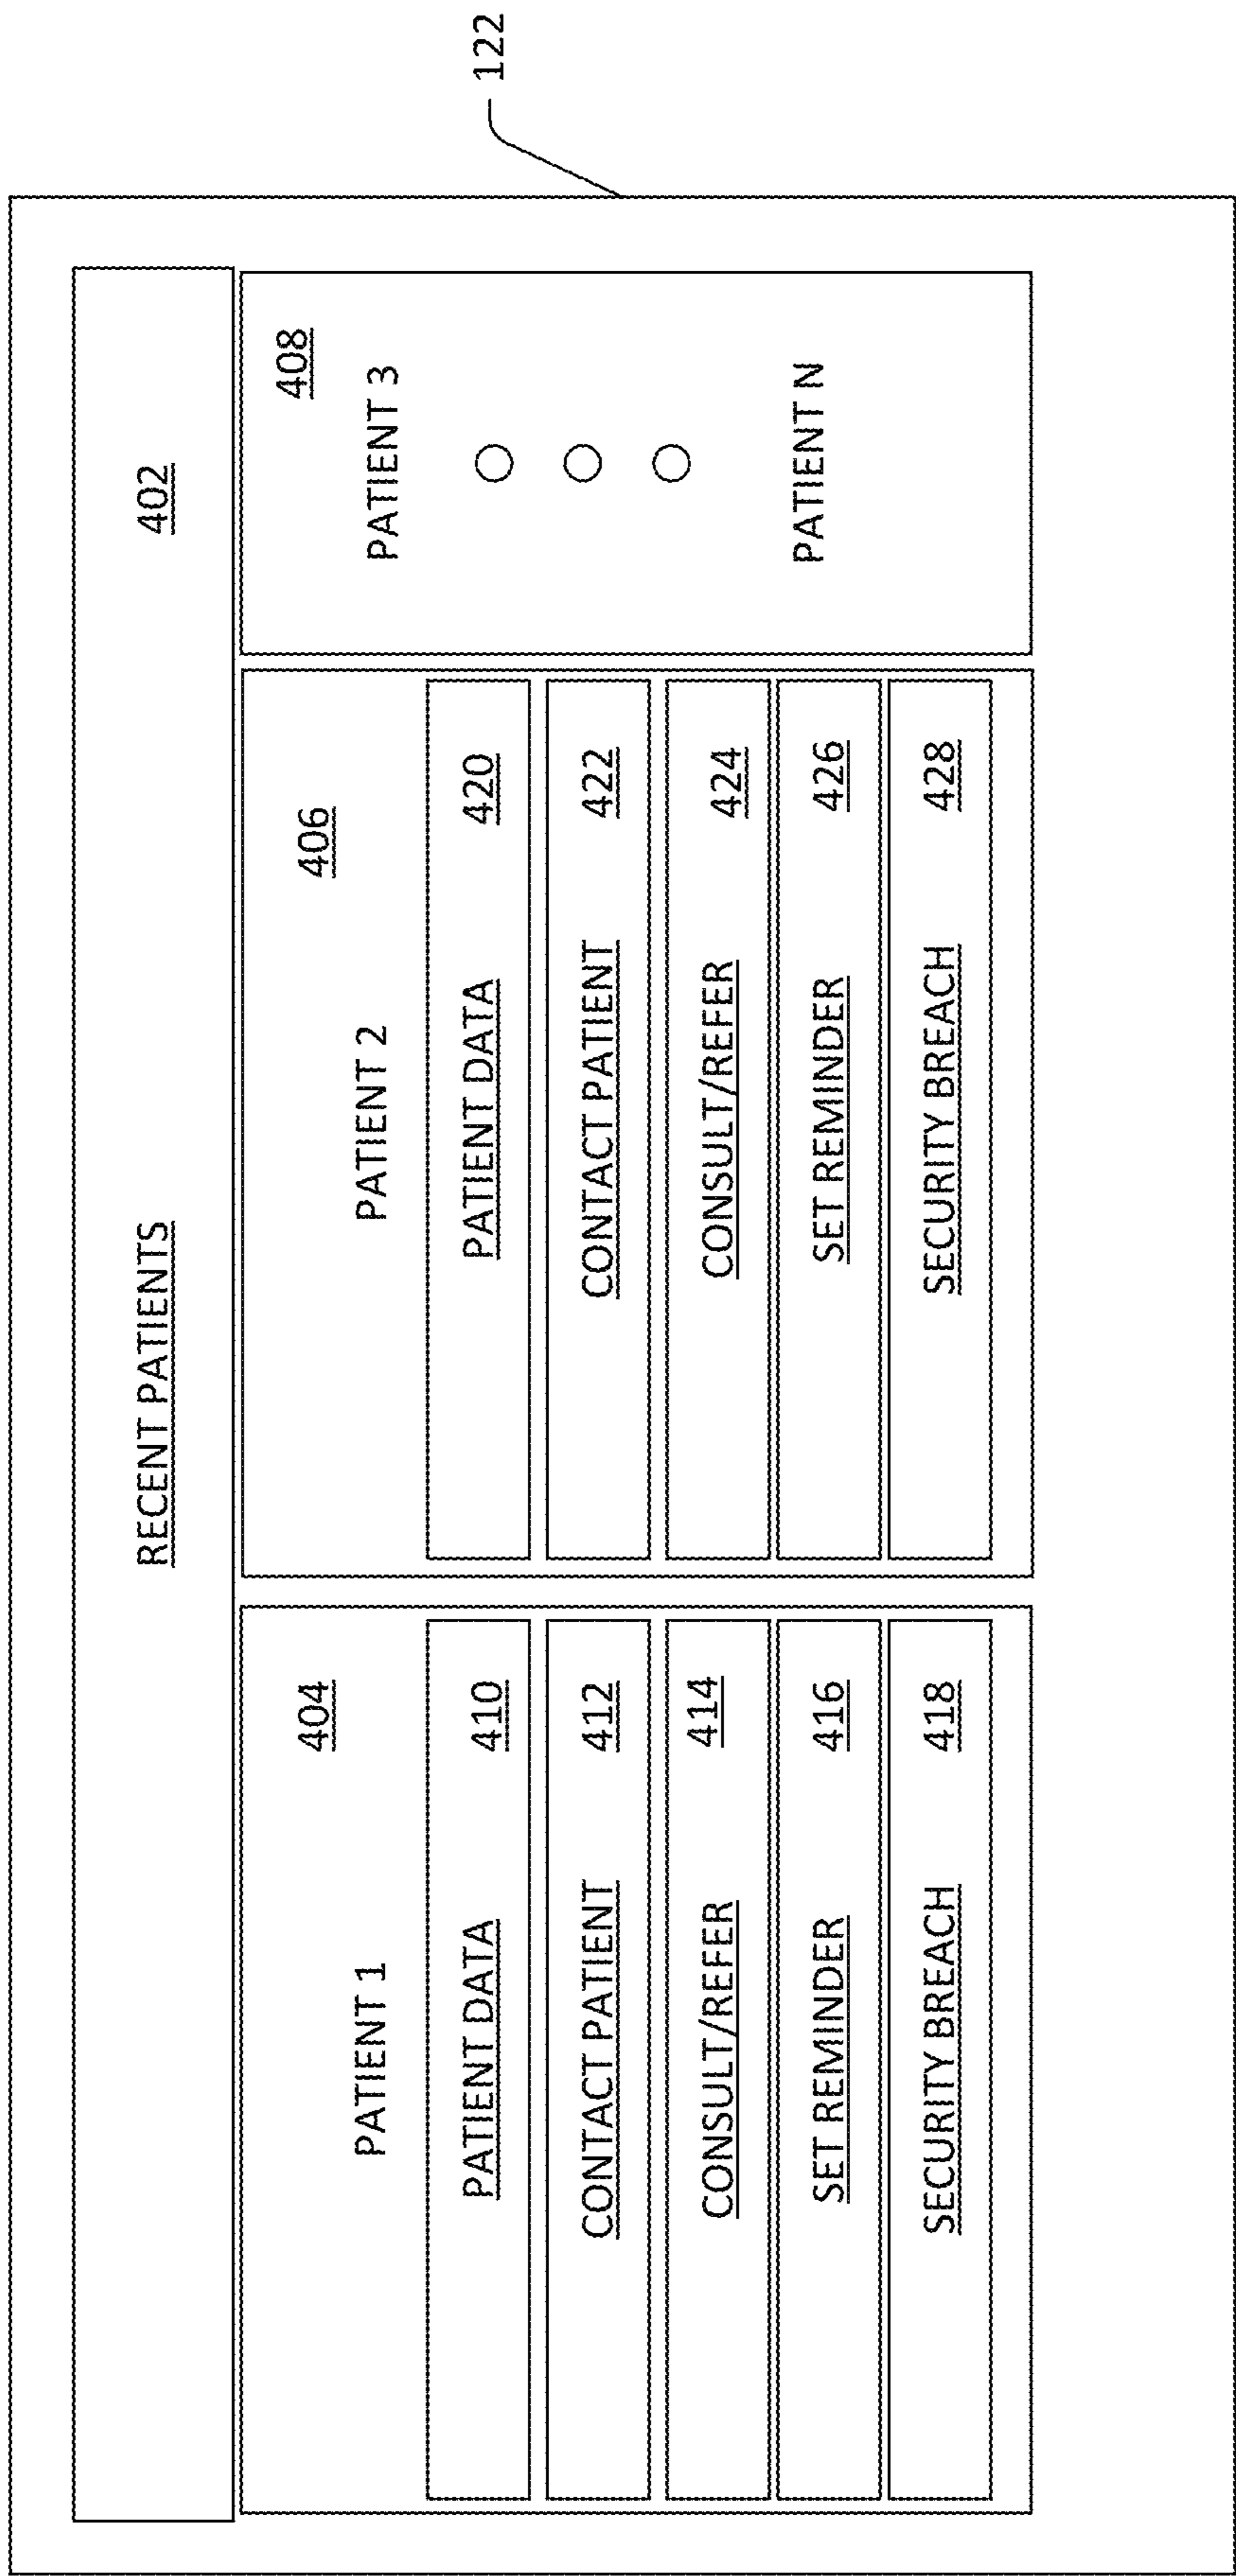 122
RECENT PATIENTS 402
404
PATIENT 1
PATIENT DATA 410
CONTACT PATIENT 412
CONSULT/REFER 414
SET REMINDER 416
SECURITY BREACH 418
406
PATIENT 2
PATIENT DATA 420
CONTACT PATIENT 422
CONSULT/REFER 424
SET REMINDER 426
SECURITY BREACH 428
408
PATIENT 3
PATIENT N